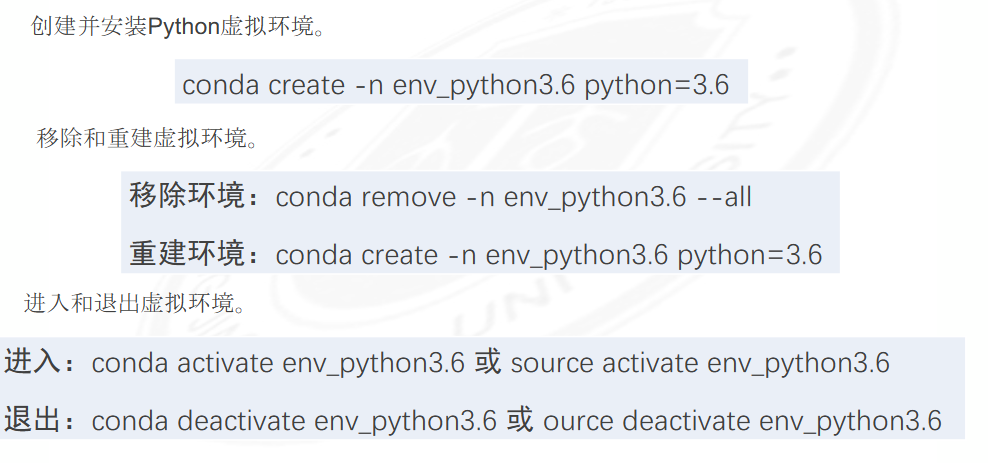 创建并安装Python虚拟环境。
conda create -n env_python3.6 python=3.6
移除和重建虚拟环境。
移除环境：conda remove -n env_python3.6 --all
重建环境：conda create -n env_python3.6 python=3.6
进入和退出虚拟环境。
进入：conda activate env_python3.6 或 source activate env_python3.6
退出：conda deactivate env_python3.6 或 ource deactivate env_python3.6